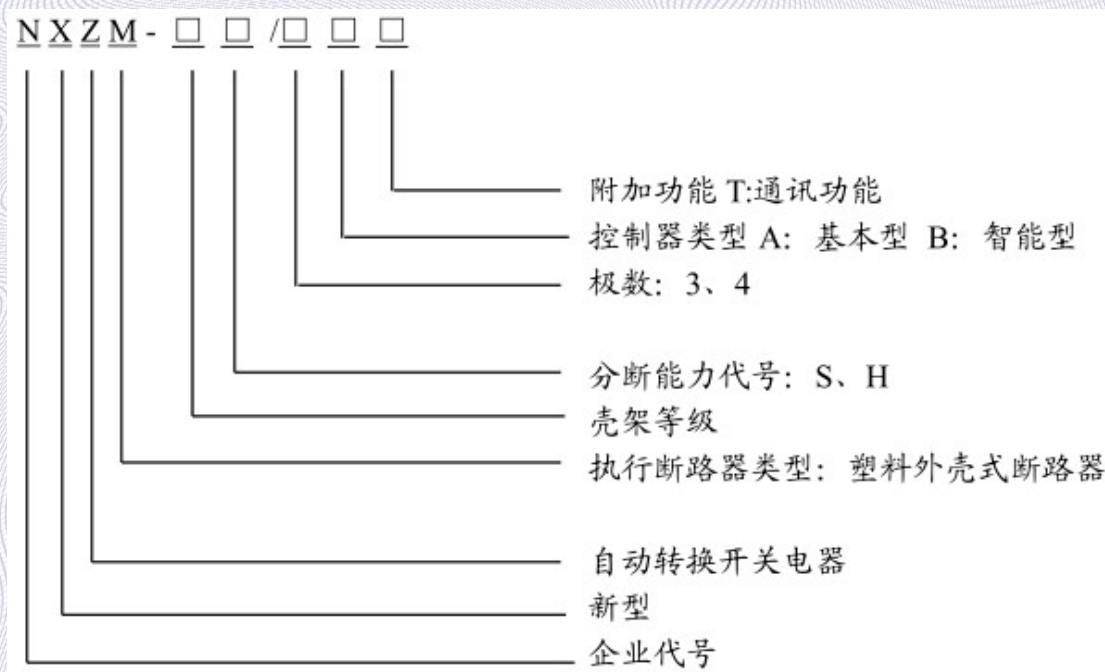 NXZM-□□/□□□
附加功能 T:通讯功能
控制器类型 A：基本型 B：智能型
极数：3、4
分断能力代号：S、H
壳架等级
执行断路器类型：塑料外壳式断路器
自动转换开关电器
新型
企业代号